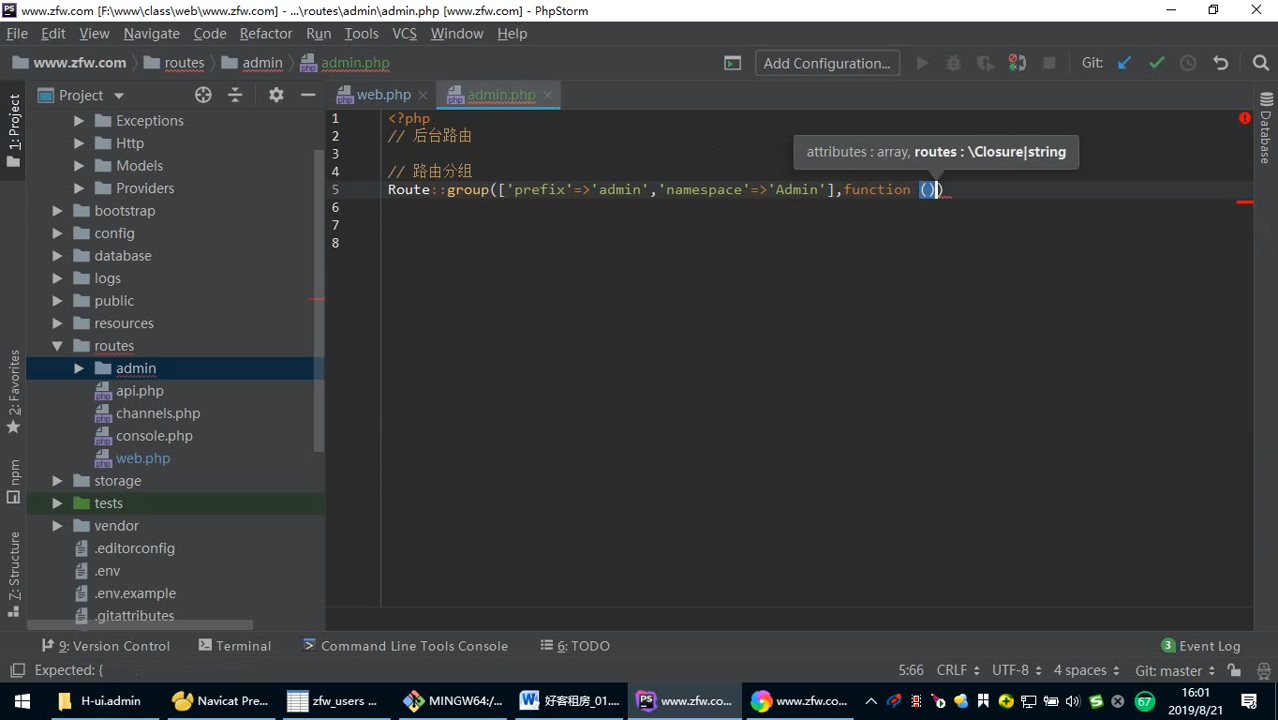 www.zfw.com [F:\www\class\web\www.zfw.com] - ...\routes\admin\admin.php [www.zfw.com] - PhpStorm
File Edit View Navigate Code Refactor Run Tools VCS Window Help
www.zfw.com routes admin admin.php Add Configuration... Git:
Project web.php admin.php
1: Project
2: Favorites
npm
7: Structure
Database
Exceptions
Http
Models
Providers
bootstrap
config
database
logs
public
resources
routes
admin
api.php
channels.php
console.php
web.php
storage
tests
vendor
.editorconfig
.env
.env.example
.gitattributes
1 <?php
2 // 后台路由
3
attributes : array, routes : \Closure|string
4 // 路由分组
5 Route::group(['prefix'=>'admin','namespace'=>'Admin'],function ())
6
7
8
9: Version Control Terminal Command Line Tools Console 6: TODO 3 Event Log
Expected: { 5:66 CRLF UTF-8 4 spaces Git: master
H-ui.admin Navicat Pre... zfw_users ... MINGW64:/... 好客租房_01.... www.zfw.co... www.zfw.co... 67 16:01
2019/8/21